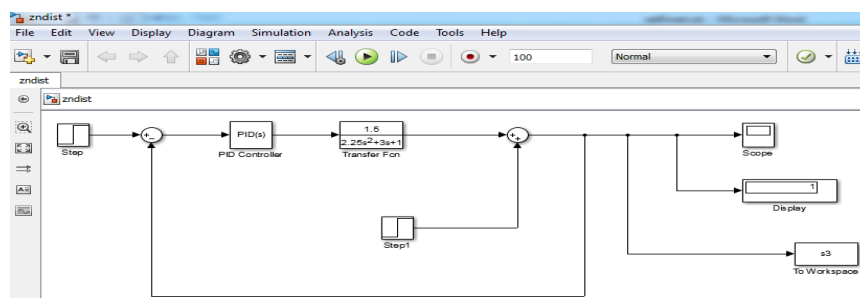 zndist *
File Edit View Display Diagram Simulation Analysis Code Tools Help
100 Normal
zndist
zndist
Step
PID(s)
PID Controller
1.5
2.25s²+3s+1
Transfer Fcn
Step1
Scope
1
Display
s3
To Workspace